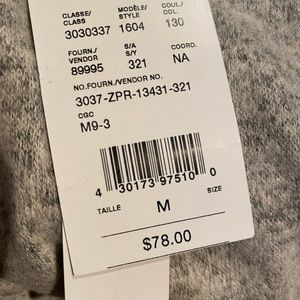 CLASSE/ MODÈLE/ COUL./
CLASS STYLE COL.
3030337 1604 130
FOURN./ S/A COORD.
VENDOR S/Y
89995 321 NA
NO.FOURN./VENDOR NO.
3037-ZPR-13431-321
CGC
M9-3
4 30173 97510 0
TAILLE M SIZE
$78.00